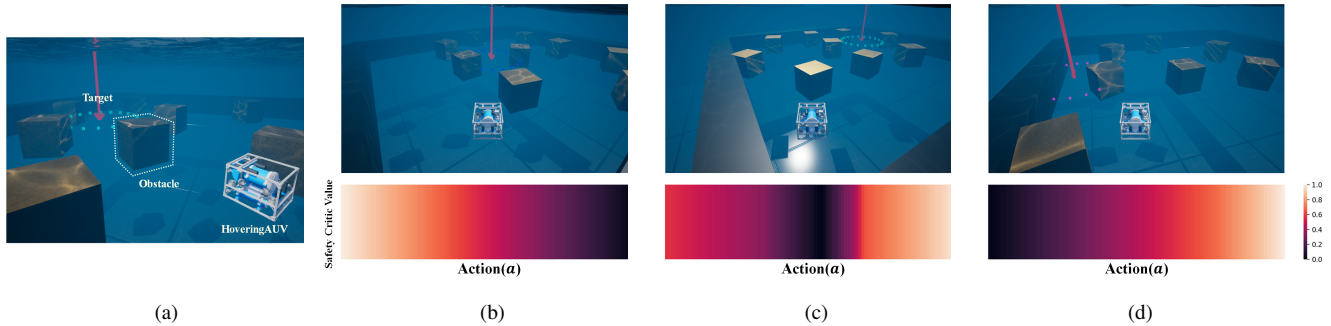 Target
Obstacle
HoveringAUV
Safety Critic Value
Action(a)
Action(a)
Action(a)
1.0
0.8
0.6
0.4
0.2
0.0
(a)
(b)
(c)
(d)